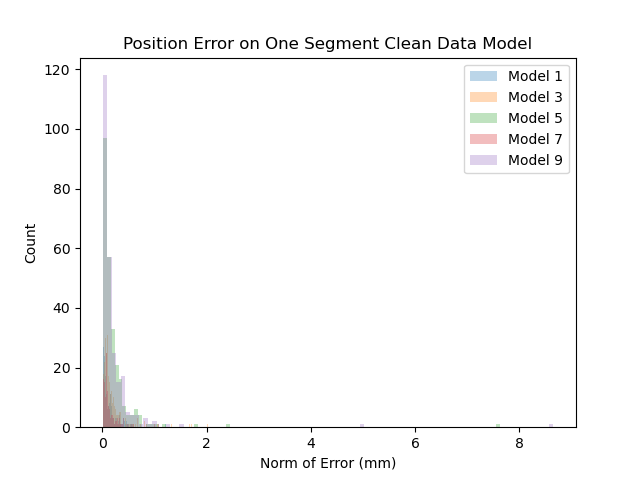 Position Error on One Segment Clean Data Model
120
100
80
60
40
20
0
Count
0 2 4 6 8
Norm of Error (mm)
Model 1
Model 3
Model 5
Model 7
Model 9